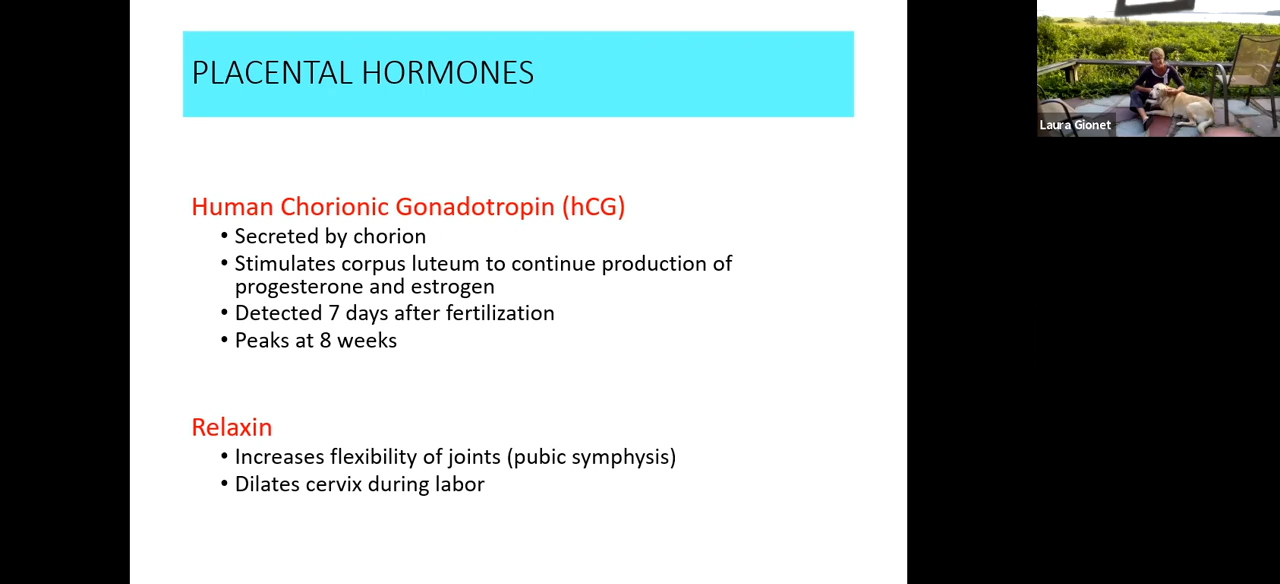 PLACENTAL HORMONES
Laura Gionet
Human Chorionic Gonadotropin (hCG)
• Secreted by chorion
• Stimulates corpus luteum to continue production of
progesterone and estrogen
• Detected 7 days after fertilization
• Peaks at 8 weeks
Relaxin
• Increases flexibility of joints (pubic symphysis)
• Dilates cervix during labor